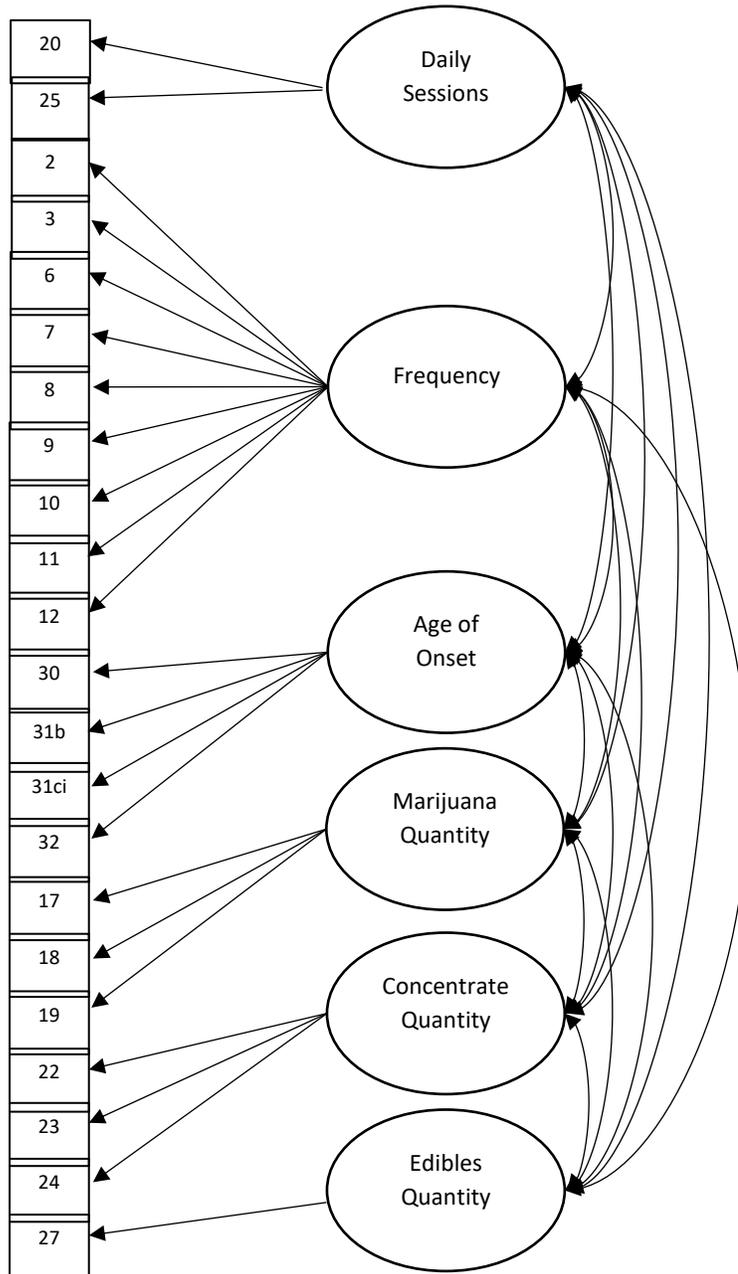 20
25
2
3
6
7
8
9
10
11
12
30
31b
31ci
32
17
18
19
22
23
24
27
Daily
Sessions
Frequency
Age of
Onset
Marijuana
Quantity
Concentrate
Quantity
Edibles
Quantity